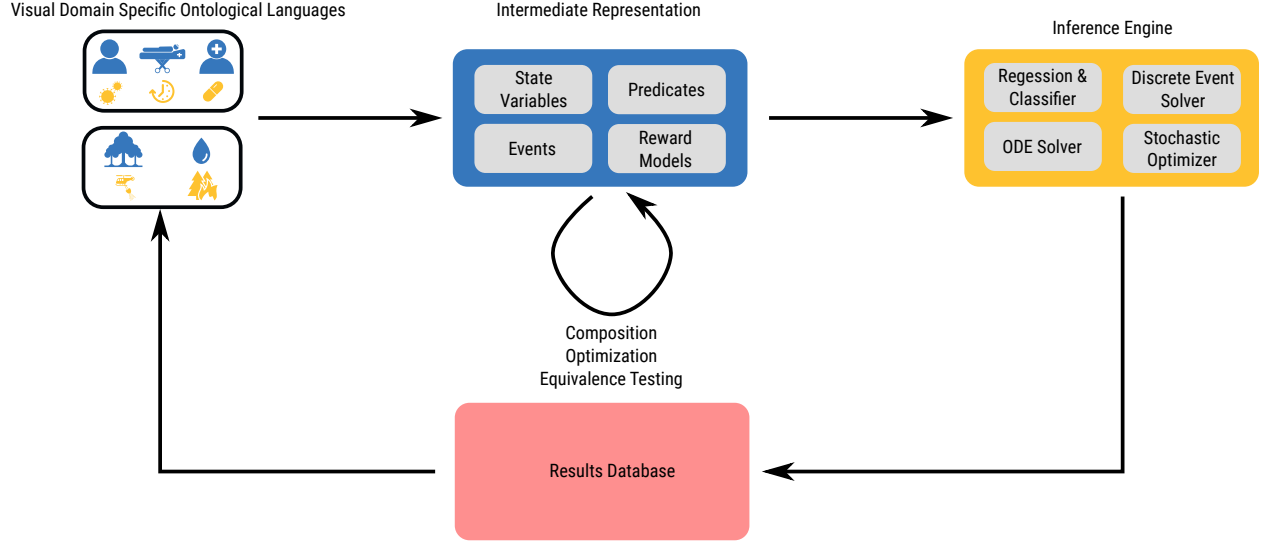 Visual Domain Specific Ontological Languages
Intermediate Representation
Inference Engine
State
Variables
Predicates
Events
Reward
Models
Regression &
Classifier
Discrete Event
Solver
ODE Solver
Stochastic
Optimizer
Composition
Optimization
Equivalence Testing
Results Database